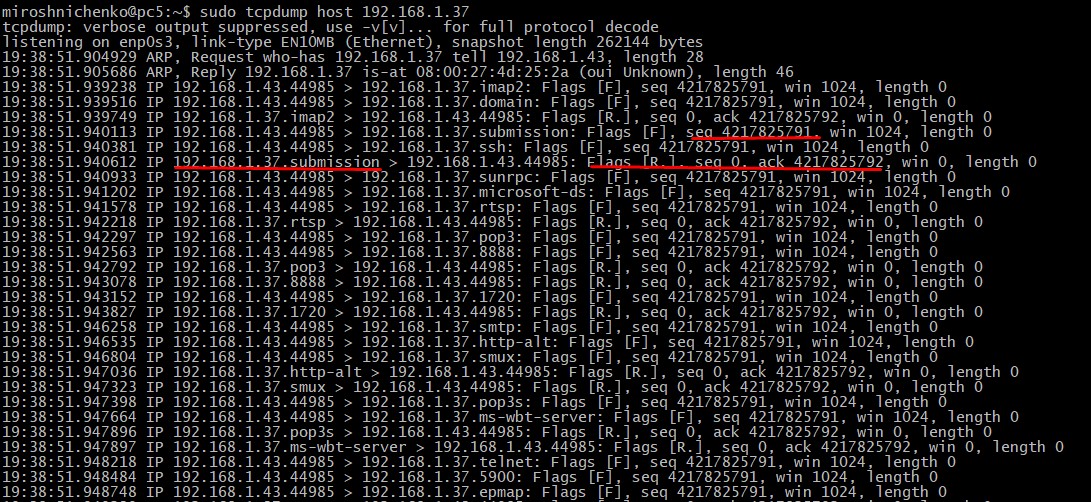 miroshnichenko@pc5:~$ sudo tcpdump host 192.168.1.37
tcpdump: verbose output suppressed, use -v[v]... for full protocol decode
listening on enp0s3, link-type EN10MB (Ethernet), snapshot length 262144 bytes
19:38:51.904929 ARP, Request who-has 192.168.1.37 tell 192.168.1.43, length 28
19:38:51.905686 ARP, Reply 192.168.1.37 is-at 08:00:27:4d:25:2a (oui Unknown), length 46
19:38:51.939238 IP 192.168.1.43.44985 > 192.168.1.37.imap2: Flags [F], seq 4217825791, win 1024, length 0
19:38:51.939516 IP 192.168.1.43.44985 > 192.168.1.37.domain: Flags [F], seq 4217825791, win 1024, length 0
19:38:51.939749 IP 192.168.1.37.imap2 > 192.168.1.43.44985: Flags [R.], seq 0, ack 4217825792, win 0, length 0
19:38:51.940113 IP 192.168.1.43.44985 > 192.168.1.37.submission: Flags [F], seq 4217825791, win 1024, length 0
19:38:51.940381 IP 192.168.1.43.44985 > 192.168.1.37.ssh: Flags [F], seq 4217825791, win 1024, length 0
19:38:51.940612 IP 192.168.1.37.submission > 192.168.1.43.44985: Flags [R.], seq 0, ack 4217825792, win 0, length 0
19:38:51.940933 IP 192.168.1.43.44985 > 192.168.1.37.sunrpc: Flags [F], seq 4217825791, win 1024, length 0
19:38:51.941202 IP 192.168.1.43.44985 > 192.168.1.37.microsoft-ds: Flags [F], seq 4217825791, win 1024, length 0
19:38:51.941578 IP 192.168.1.43.44985 > 192.168.1.37.rtsp: Flags [F], seq 4217825791, win 1024, length 0
19:38:51.942218 IP 192.168.1.37.rtsp > 192.168.1.43.44985: Flags [R.], seq 0, ack 4217825792, win 0, length 0
19:38:51.942297 IP 192.168.1.43.44985 > 192.168.1.37.pop3: Flags [F], seq 4217825791, win 1024, length 0
19:38:51.942563 IP 192.168.1.43.44985 > 192.168.1.37.8888: Flags [F], seq 4217825791, win 1024, length 0
19:38:51.942792 IP 192.168.1.37.pop3 > 192.168.1.43.44985: Flags [R.], seq 0, ack 4217825792, win 0, length 0
19:38:51.943078 IP 192.168.1.37.8888 > 192.168.1.43.44985: Flags [R.], seq 0, ack 4217825792, win 0, length 0
19:38:51.943152 IP 192.168.1.43.44985 > 192.168.1.37.1720: Flags [F], seq 4217825791, win 1024, length 0
19:38:51.943827 IP 192.168.1.37.1720 > 192.168.1.43.44985: Flags [R.], seq 0, ack 4217825792, win 0, length 0
19:38:51.946258 IP 192.168.1.43.44985 > 192.168.1.37.smtp: Flags [F], seq 4217825791, win 1024, length 0
19:38:51.946535 IP 192.168.1.43.44985 > 192.168.1.37.http-alt: Flags [F], seq 4217825791, win 1024, length 0
19:38:51.946804 IP 192.168.1.43.44985 > 192.168.1.37.smux: Flags [F], seq 4217825791, win 1024, length 0
19:38:51.947036 IP 192.168.1.37.http-alt > 192.168.1.43.44985: Flags [R.], seq 0, ack 4217825792, win 0, length 0
19:38:51.947323 IP 192.168.1.37.smux > 192.168.1.43.44985: Flags [R.], seq 0, ack 4217825792, win 0, length 0
19:38:51.947398 IP 192.168.1.43.44985 > 192.168.1.37.pop3s: Flags [F], seq 4217825791, win 1024, length 0
19:38:51.947664 IP 192.168.1.43.44985 > 192.168.1.37.ms-wbt-server: Flags [F], seq 4217825791, win 1024, length 0
19:38:51.947896 IP 192.168.1.37.pop3s > 192.168.1.43.44985: Flags [R.], seq 0, ack 4217825792, win 0, length 0
19:38:51.947897 IP 192.168.1.37.ms-wbt-server > 192.168.1.43.44985: Flags [R.], seq 0, ack 4217825792, win 0, length 0
19:38:51.948218 IP 192.168.1.43.44985 > 192.168.1.37.telnet: Flags [F], seq 4217825791, win 1024, length 0
19:38:51.948484 IP 192.168.1.43.44985 > 192.168.1.37.5900: Flags [F], seq 4217825791, win 1024, length 0
19:38:51.948748 IP 192.168.1.43.44985 > 192.168.1.37.epmap: Flags [F], seq 4217825791, win 1024, length 0